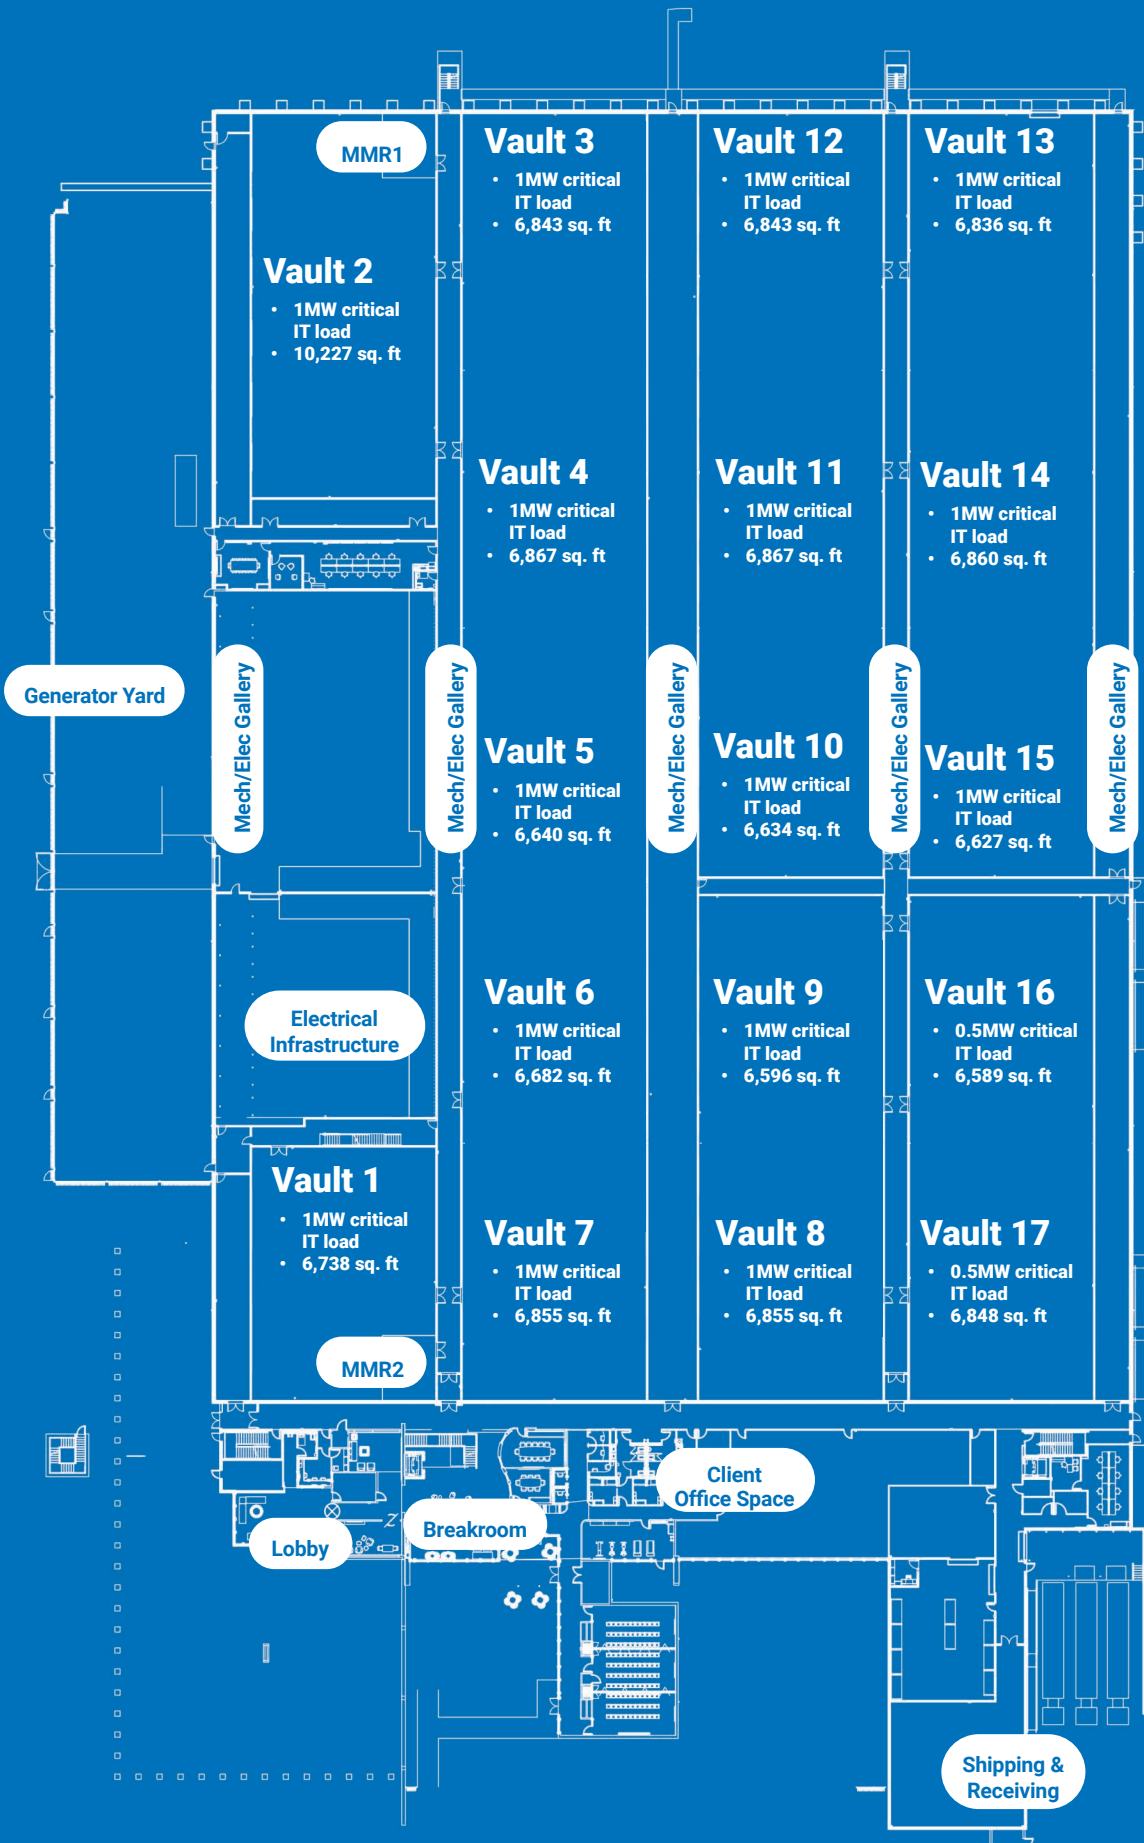 MMR1
Vault 2
• 1MW critical
IT load
• 10,227 sq. ft
Vault 3
• 1MW critical
IT load
• 6,843 sq. ft
Vault 12
• 1MW critical
IT load
• 6,843 sq. ft
Vault 13
• 1MW critical
IT load
• 6,836 sq. ft
Vault 4
• 1MW critical
IT load
• 6,867 sq. ft
Vault 11
• 1MW critical
IT load
• 6,867 sq. ft
Vault 14
• 1MW critical
IT load
• 6,860 sq. ft
Generator Yard
Mech/Elec Gallery
Mech/Elec Gallery
Mech/Elec Gallery
Mech/Elec Gallery
Mech/Elec Gallery
Vault 5
• 1MW critical
IT load
• 6,640 sq. ft
Vault 10
• 1MW critical
IT load
• 6,634 sq. ft
Vault 15
• 1MW critical
IT load
• 6,627 sq. ft
Electrical
Infrastructure
Vault 6
• 1MW critical
IT load
• 6,682 sq. ft
Vault 9
• 1MW critical
IT load
• 6,596 sq. ft
Vault 16
• 0.5MW critical
IT load
• 6,589 sq. ft
Vault 1
• 1MW critical
IT load
• 6,738 sq. ft
Vault 7
• 1MW critical
IT load
• 6,855 sq. ft
Vault 8
• 1MW critical
IT load
• 6,855 sq. ft
Vault 17
• 0.5MW critical
IT load
• 6,848 sq. ft
MMR2
Lobby
Breakroom
Client
Office Space
Shipping &
Receiving